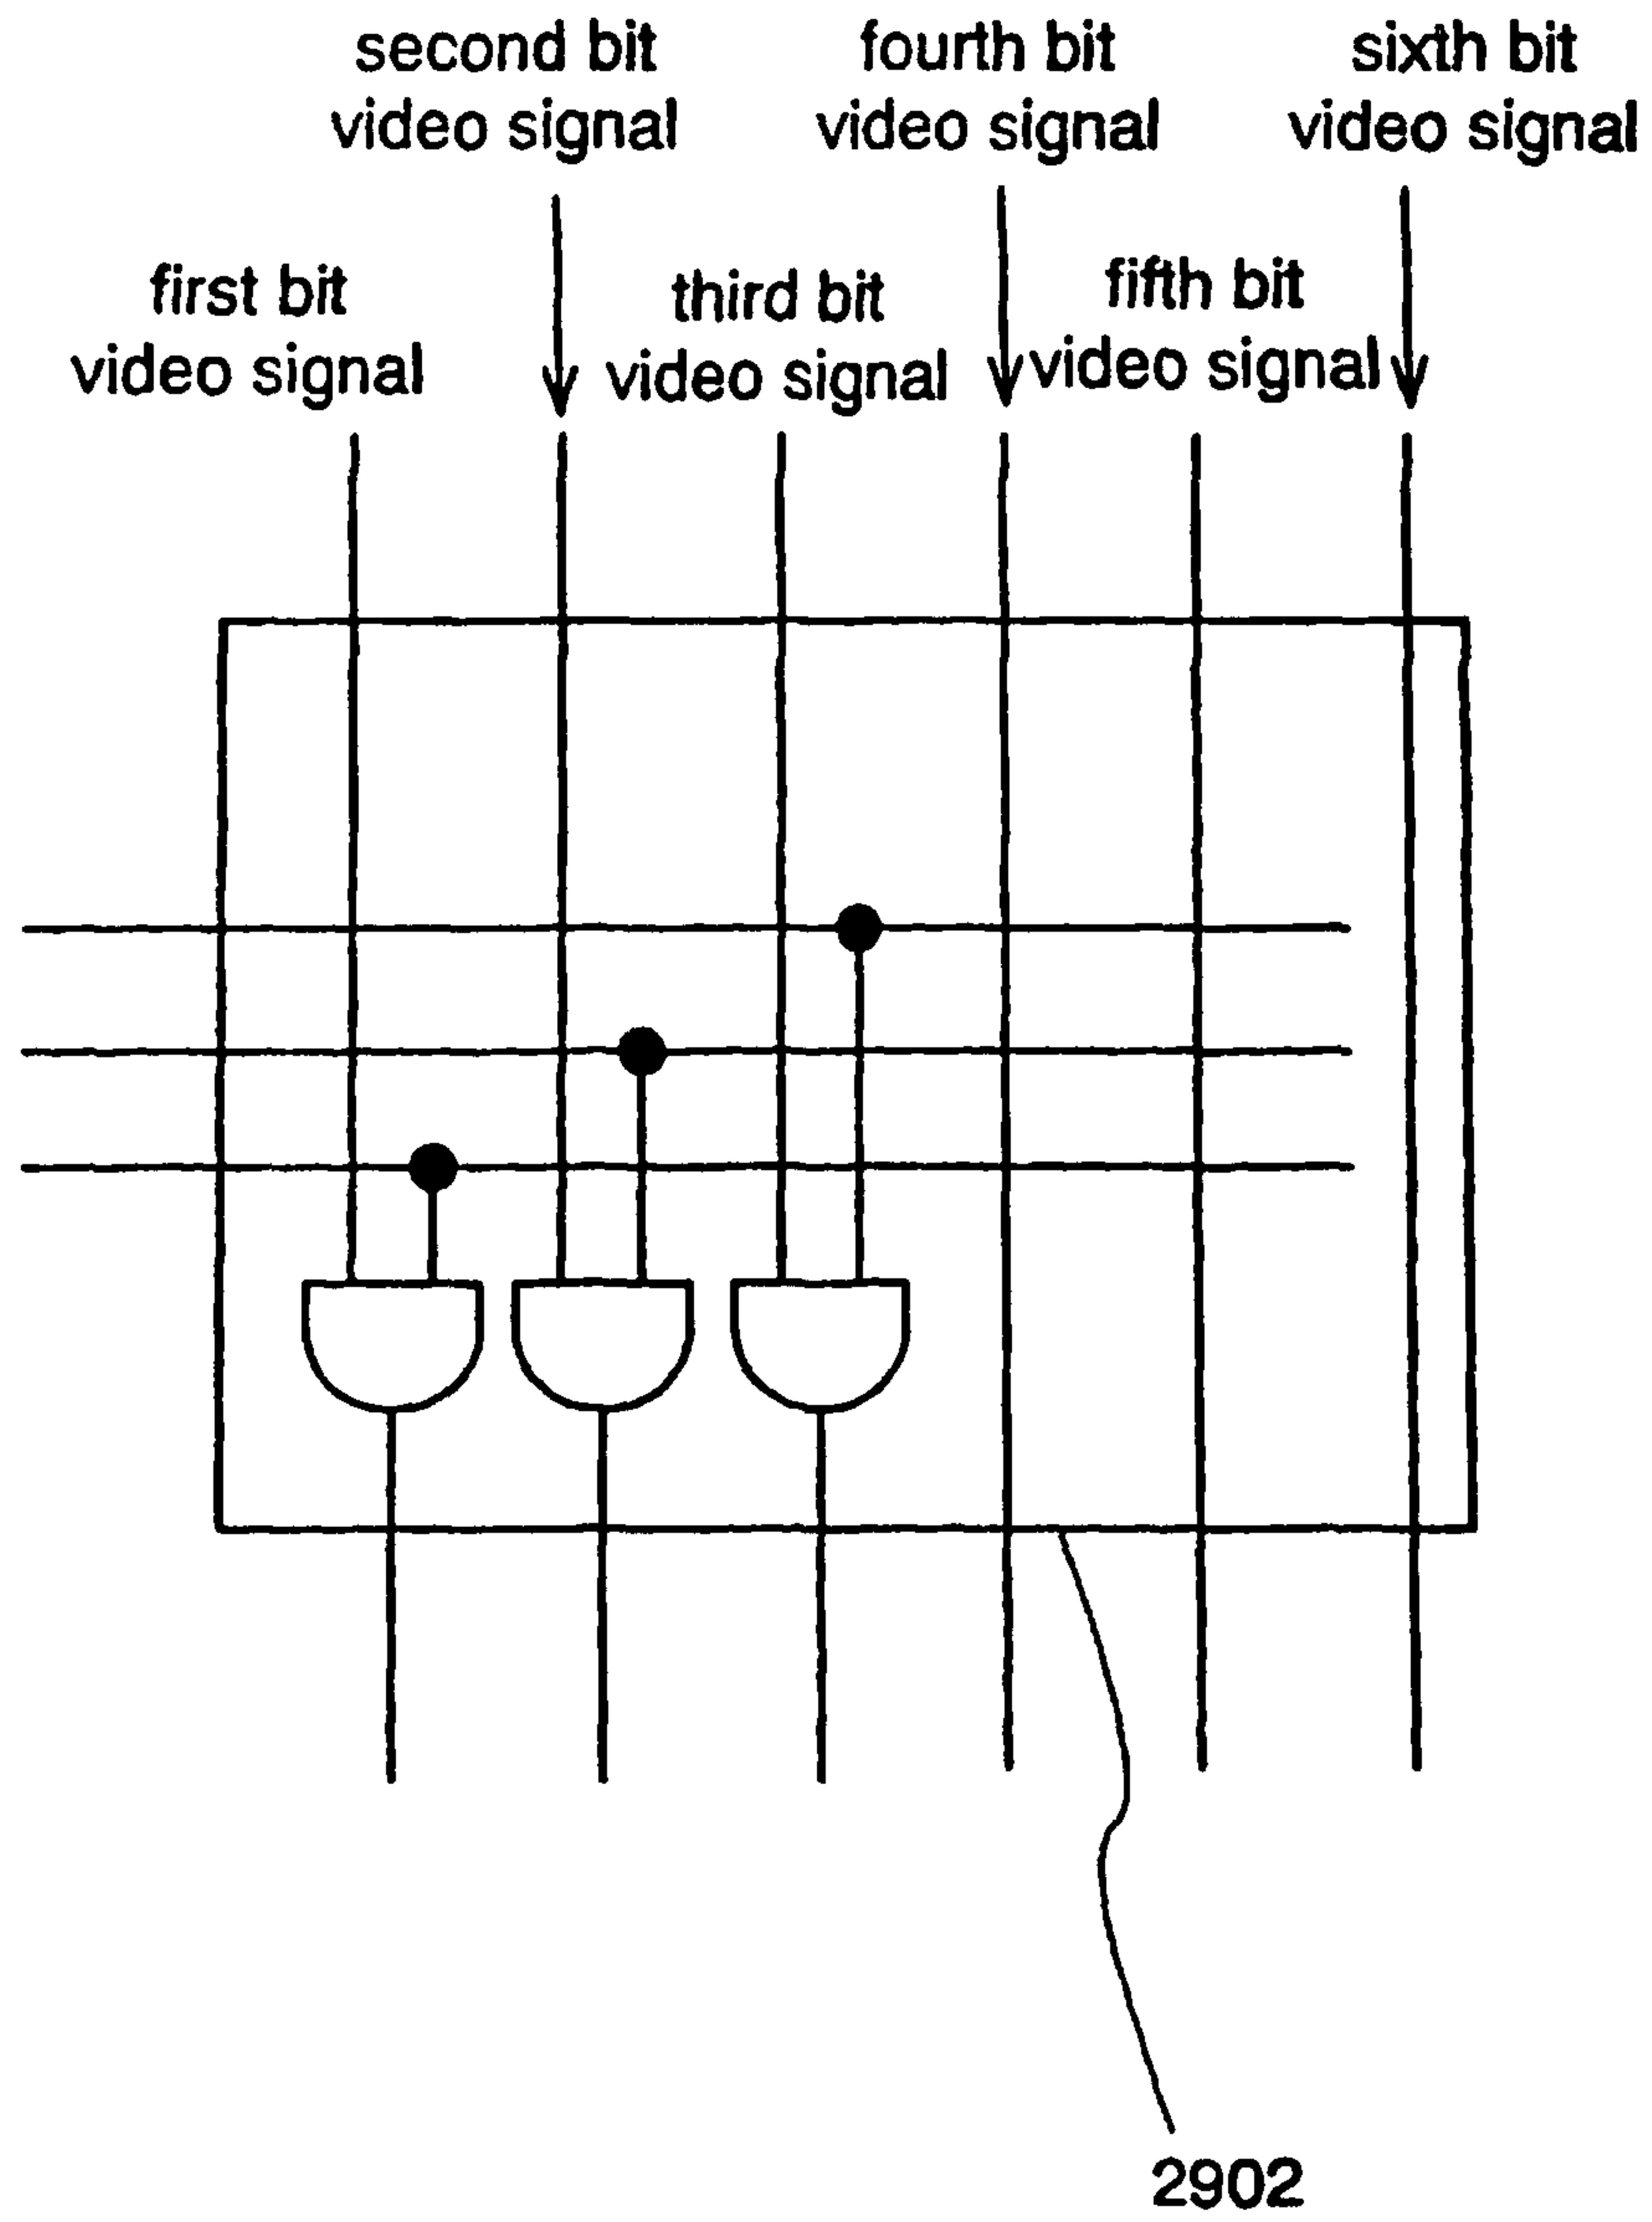 second bit
video signal
fourth bit
video signal
sixth bit
video signal
first bit
video signal
third bit
video signal
fifth bit
video signal
2902